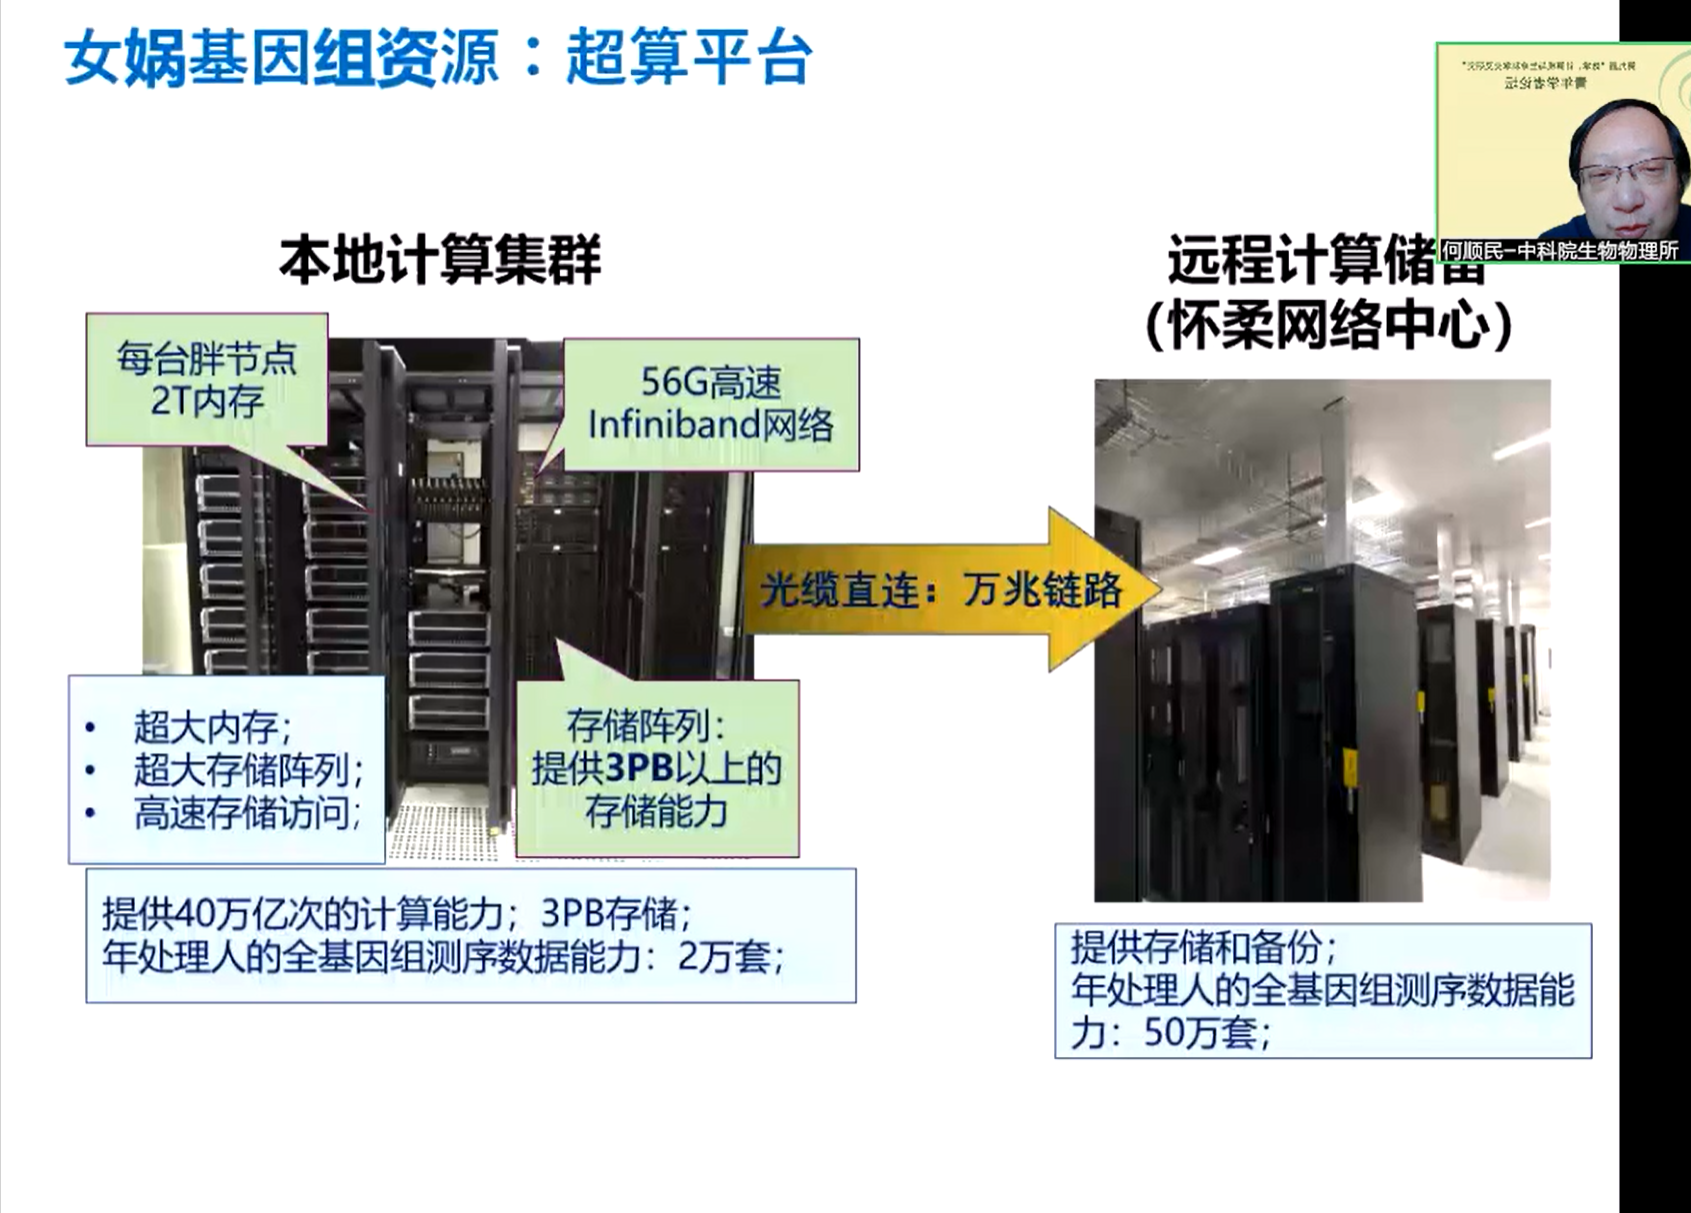 女娲基因组资源：超算平台
何顺民-中科院生物物理所
本地计算集群
远程计算储备
（怀柔网络中心）
每台胖节点
2T内存
56G高速
Infiniband网络
光缆直连：万兆链路
• 超大内存；
• 超大存储阵列；
• 高速存储访问；
存储阵列：
提供3PB以上的
存储能力
提供40万亿次的计算能力；3PB存储；
年处理人的全基因组测序数据能力：2万套；
提供存储和备份；
年处理人的全基因组测序数据能
力：50万套；
青年学者论坛